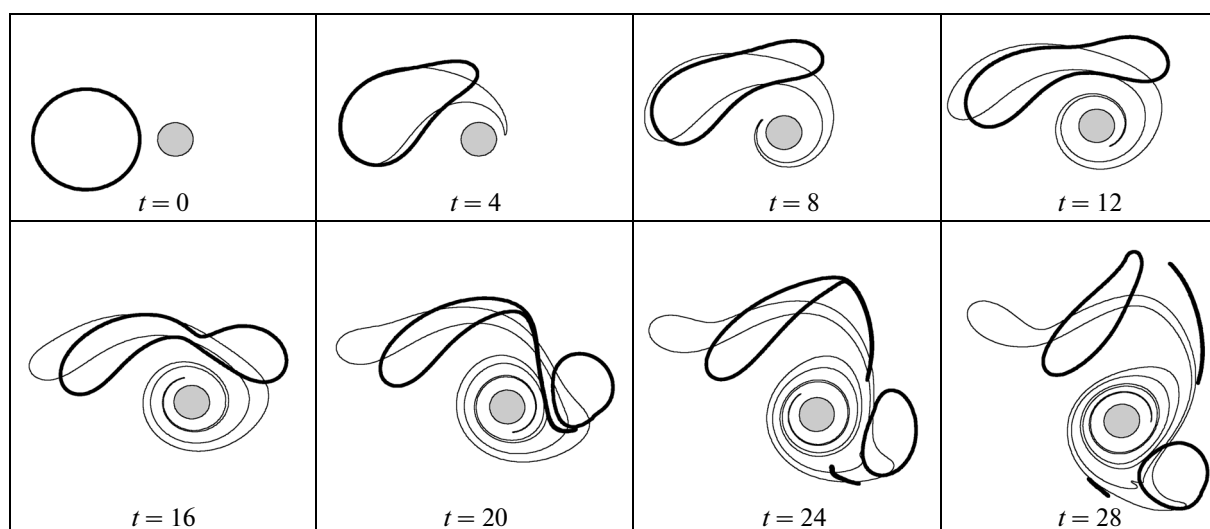 t = 0
t = 4
t = 8
t = 12
t = 16
t = 20
t = 24
t = 28